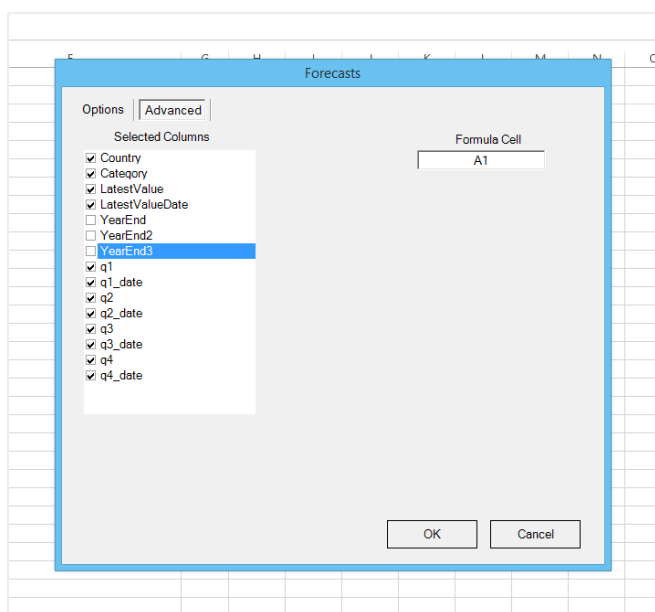 Forecasts
Options Advanced
Selected Columns
Formula Cell
A1
Country
Category
LatestValue
LatestValueDate
YearEnd
YearEnd2
YearEnd3
q1
q1_date
q2
q2_date
q3
q3_date
q4
q4_date
OK Cancel